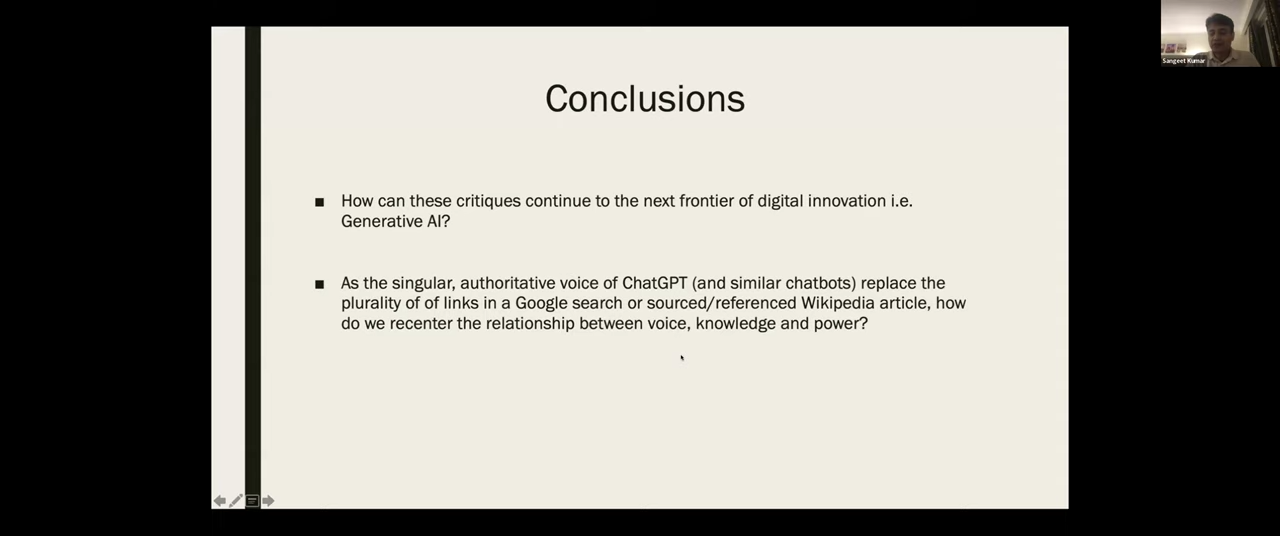 Conclusions
Sangeet Kumar
■ How can these critiques continue to the next frontier of digital innovation i.e.
Generative AI?
■ As the singular, authoritative voice of ChatGPT (and similar chatbots) replace the
plurality of of links in a Google search or sourced/referenced Wikipedia article, how
do we recenter the relationship between voice, knowledge and power?